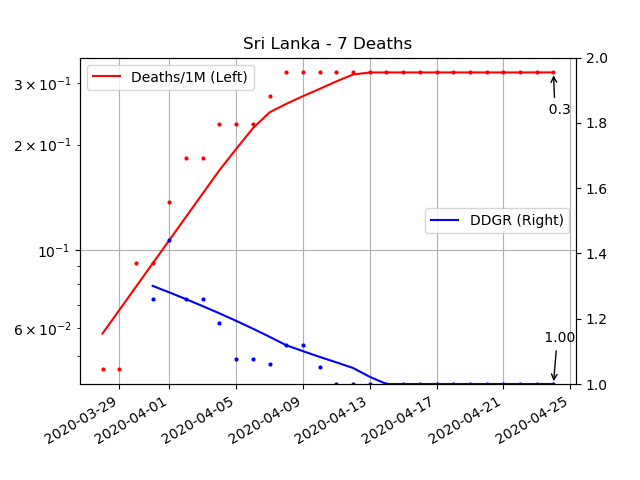 Sri Lanka - 7 Deaths
Deaths/1M (Left)
DDGR (Right)
3 × 10⁻¹
2 × 10⁻¹
10⁻¹
6 × 10⁻²
2.0
1.8
1.6
1.4
1.2
1.0
0.3
1.00
2020-03-29
2020-04-01
2020-04-05
2020-04-09
2020-04-13
2020-04-17
2020-04-21
2020-04-25